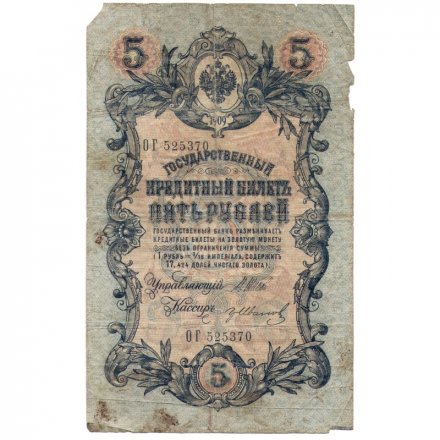 5 5
1909
ОГ 525370
ГОСУДАРСТВЕННЫЙ
КРЕДИТНЫЙ БИЛЕТЪ
ПЯТЬ РУБЛЕЙ
ГОСУДАРСТВЕННЫЙ БАНКЪ РАЗМѢНИВАЕТЪ
КРЕДИТНЫЕ БИЛЕТЫ НА ЗОЛОТУЮ МОНЕТУ
БЕЗЪ ОГРАНИЧЕНІЯ СУММЫ
(1 РУБЛЬ = 1/15 ИМПЕРІАЛА, СОДЕРЖИТЪ
17,424 ДОЛЕЙ ЧИСТАГО ЗОЛОТА)
Управляющій
Кассиръ
ОГ 525370
5